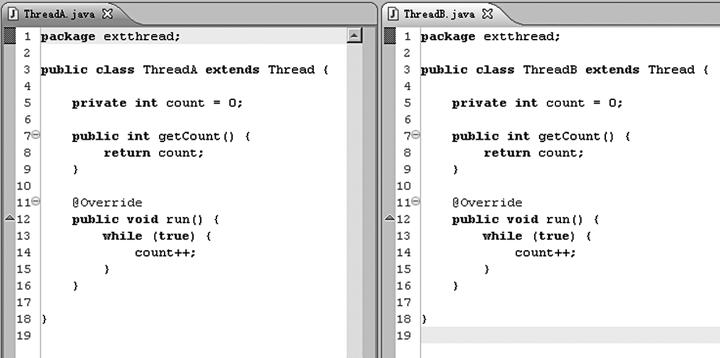 ThreadA.java
1 package extthread;
2
3 public class ThreadA extends Thread {
4
5     private int count = 0;
6
7     public int getCount() {
8         return count;
9     }
10
11     @Override
12     public void run() {
13         while (true) {
14             count++;
15         }
16     }
17
18 }
19
ThreadB.java
1 package extthread;
2
3 public class ThreadB extends Thread {
4
5     private int count = 0;
6
7     public int getCount() {
8         return count;
9     }
10
11     @Override
12     public void run() {
13         while (true) {
14             count++;
15         }
16     }
17
18 }
19